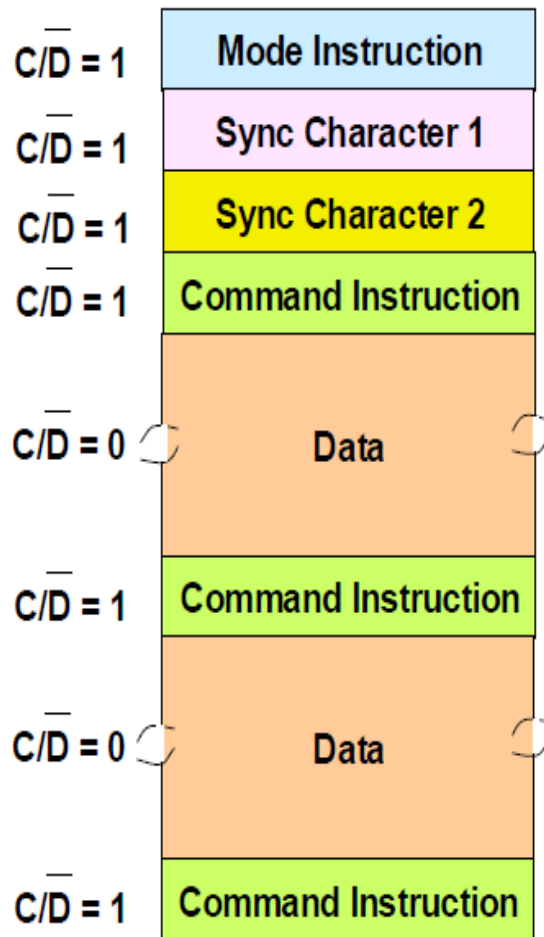 C/D̅ = 1 Mode Instruction
C/D̅ = 1 Sync Character 1
C/D̅ = 1 Sync Character 2
C/D̅ = 1 Command Instruction
C/D̅ = 0 Data
C/D̅ = 1 Command Instruction
C/D̅ = 0 Data
C/D̅ = 1 Command Instruction